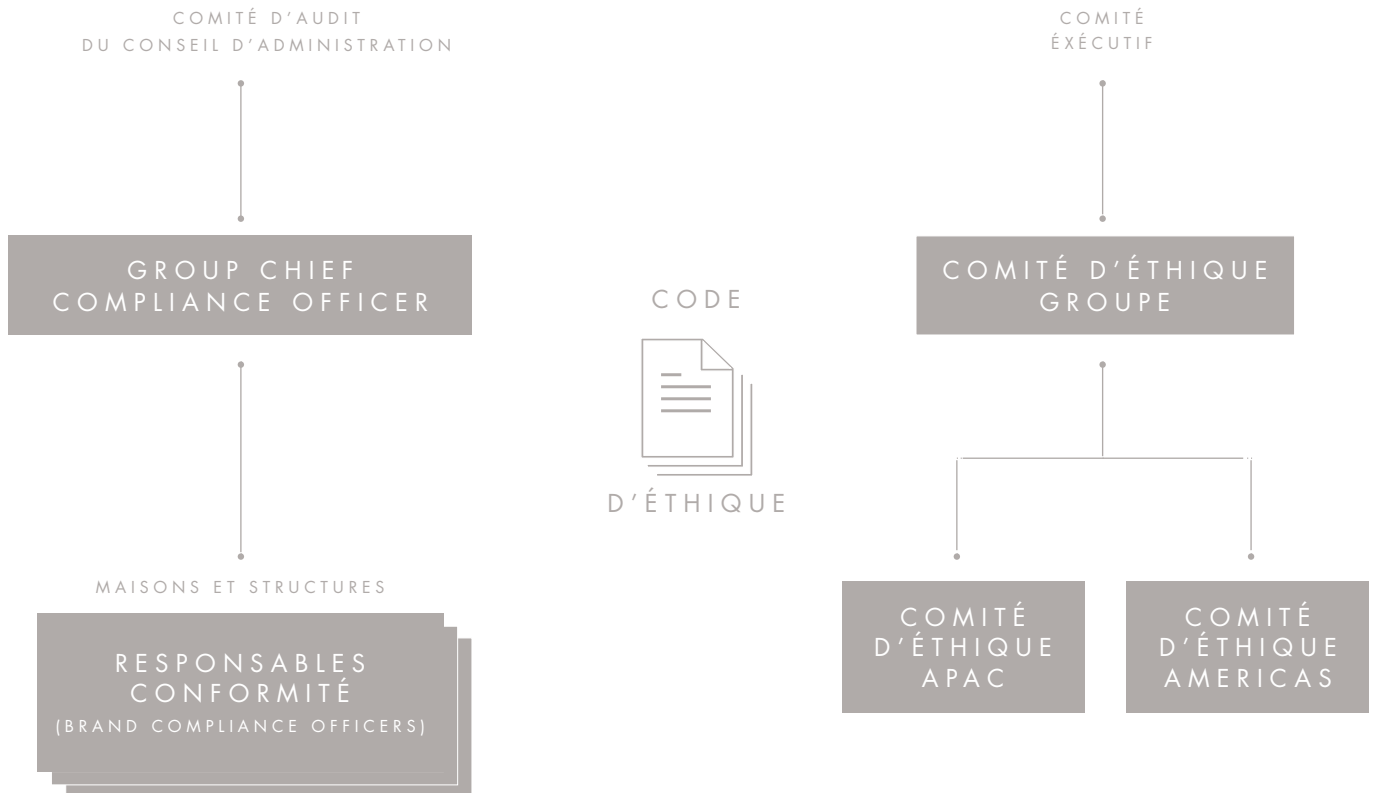 COMITÉ D’AUDIT
DU CONSEIL D’ADMINISTRATION
COMITÉ
ÉXÉCUTIF
GROUP CHIEF
COMPLIANCE OFFICER
CODE
D’ÉTHIQUE
COMITÉ D’ÉTHIQUE
GROUPE
MAISONS ET STRUCTURES
RESPONSABLES
CONFORMITÉ
(BRAND COMPLIANCE OFFICERS)
COMITÉ
D’ÉTHIQUE
APAC
COMITÉ
D’ÉTHIQUE
AMERICAS